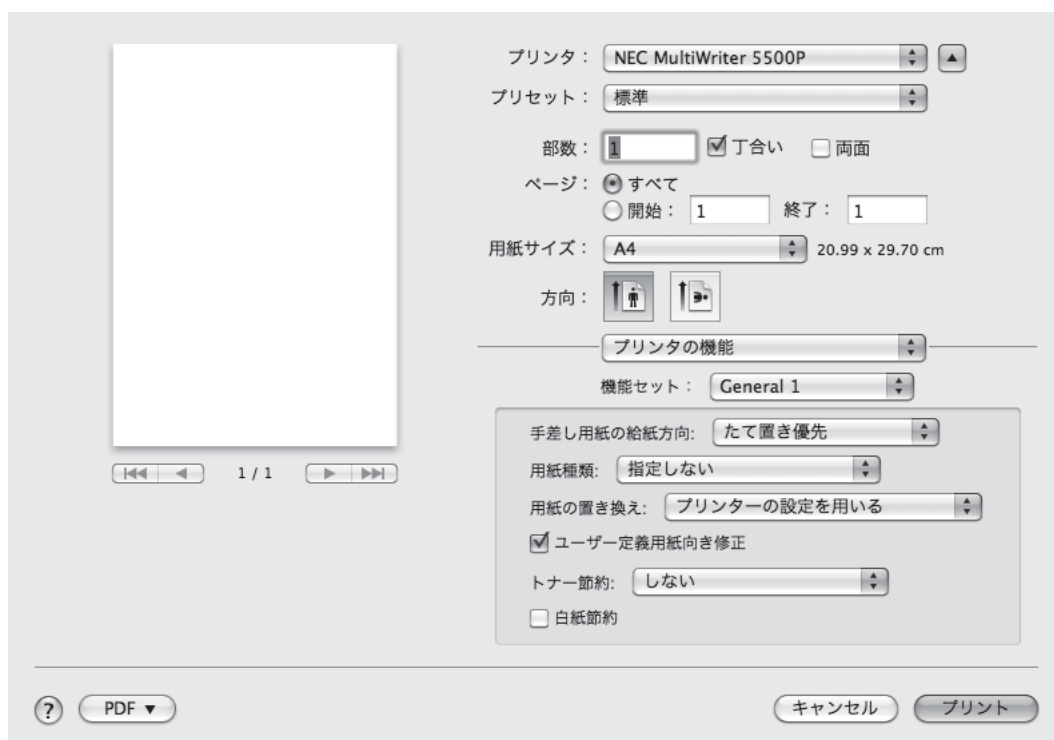 プリンタ： NEC MultiWriter 5500P
プリセット： 標準
部数： 1 丁合い 両面
ページ： すべて
開始： 1 終了： 1
用紙サイズ： A4 20.99 x 29.70 cm
方向：
プリンタの機能
機能セット： General 1
手差し用紙の給紙方向: たて置き優先
用紙種類: 指定しない
用紙の置き換え: プリンターの設定を用いる
ユーザー定義用紙向き修正
トナー節約: しない
白紙節約
1 / 1
? PDF ▼ キャンセル プリント